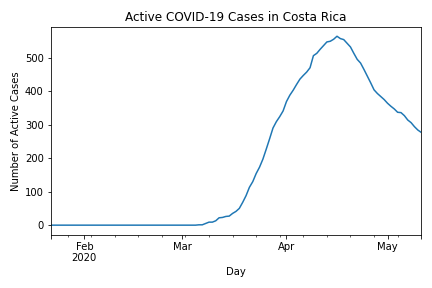 Active COVID-19 Cases in Costa Rica
Number of Active Cases
500
400
300
200
100
0
Feb
2020
Mar
Apr
May
Day